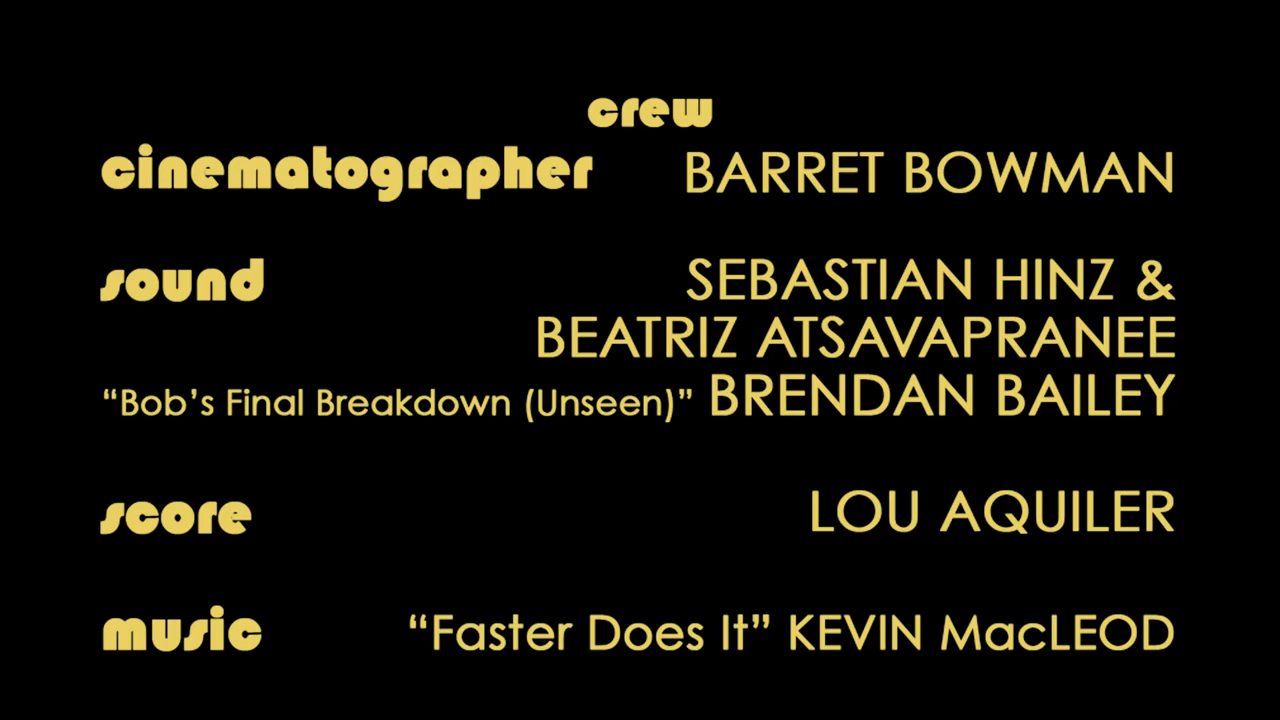 crew
cinematographer BARRET BOWMAN
sound SEBASTIAN HINZ &
BEATRIZ ATSAVAPRANEE
“Bob’s Final Breakdown (Unseen)” BRENDAN BAILEY
score LOU AQUILER
music “Faster Does It” KEVIN MacLEOD